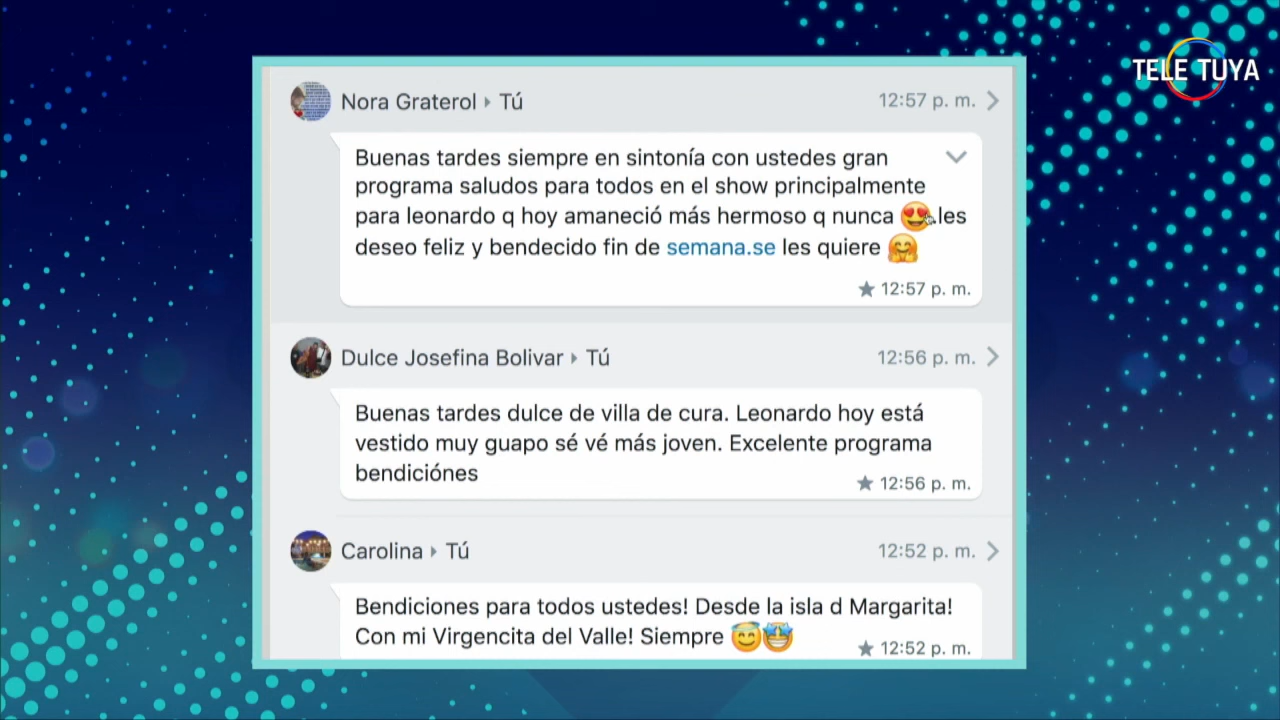 TELE TUYA
Nora Graterol ▸ Tú 12:57 p. m.
Buenas tardes siempre en sintonía con ustedes gran
programa saludos para todos en el show principalmente
para leonardo q hoy amaneció más hermoso q nunca 😍.les
deseo feliz y bendecido fin de semana.se les quiere 🤗
★ 12:57 p. m.
Dulce Josefina Bolivar ▸ Tú 12:56 p. m.
Buenas tardes dulce de villa de cura. Leonardo hoy está
vestido muy guapo sé vé más joven. Excelente programa
bendiciónes
★ 12:56 p. m.
Carolina ▸ Tú 12:52 p. m.
Bendiciones para todos ustedes! Desde la isla d Margarita!
Con mi Virgencita del Valle! Siempre 😇🤩
★ 12:52 p. m.